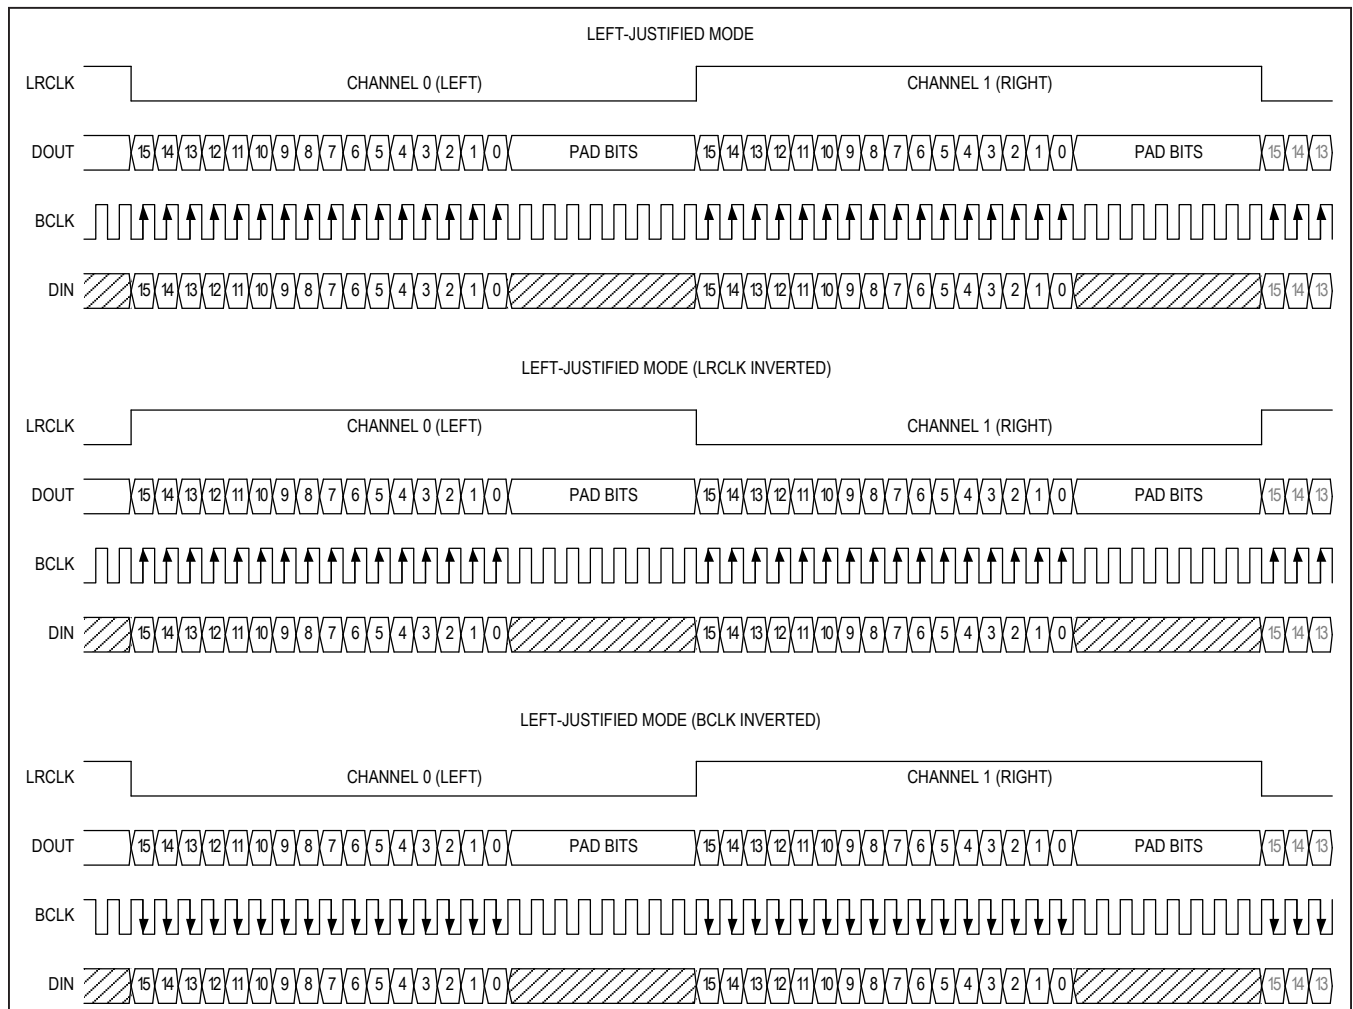 LEFT-JUSTIFIED MODE
LRCLK CHANNEL 0 (LEFT) CHANNEL 1 (RIGHT)
DOUT 15 14 13 12 11 10 9 8 7 6 5 4 3 2 1 0 PAD BITS 15 14 13 12 11 10 9 8 7 6 5 4 3 2 1 0 PAD BITS 15 14 13
BCLK
DIN 15 14 13 12 11 10 9 8 7 6 5 4 3 2 1 0 15 14 13 12 11 10 9 8 7 6 5 4 3 2 1 0 15 14 13
LEFT-JUSTIFIED MODE (LRCLK INVERTED)
LRCLK CHANNEL 0 (LEFT) CHANNEL 1 (RIGHT)
DOUT 15 14 13 12 11 10 9 8 7 6 5 4 3 2 1 0 PAD BITS 15 14 13 12 11 10 9 8 7 6 5 4 3 2 1 0 PAD BITS 15 14 13
BCLK
DIN 15 14 13 12 11 10 9 8 7 6 5 4 3 2 1 0 15 14 13 12 11 10 9 8 7 6 5 4 3 2 1 0 15 14 13
LEFT-JUSTIFIED MODE (BCLK INVERTED)
LRCLK CHANNEL 0 (LEFT) CHANNEL 1 (RIGHT)
DOUT 15 14 13 12 11 10 9 8 7 6 5 4 3 2 1 0 PAD BITS 15 14 13 12 11 10 9 8 7 6 5 4 3 2 1 0 PAD BITS 15 14 13
BCLK
DIN 15 14 13 12 11 10 9 8 7 6 5 4 3 2 1 0 15 14 13 12 11 10 9 8 7 6 5 4 3 2 1 0 15 14 13